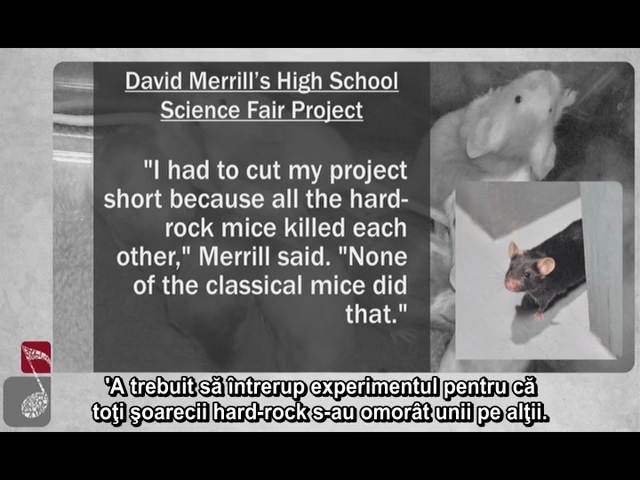 David Merrill's High School
Science Fair Project
"I had to cut my project
short because all the hard-
rock mice killed each
other," Merrill said. "None
of the classical mice did
that."
'A trebuit să întrerup experimentul pentru că
toţi şoarecii hard-rock s-au omorât unii pe alţii.